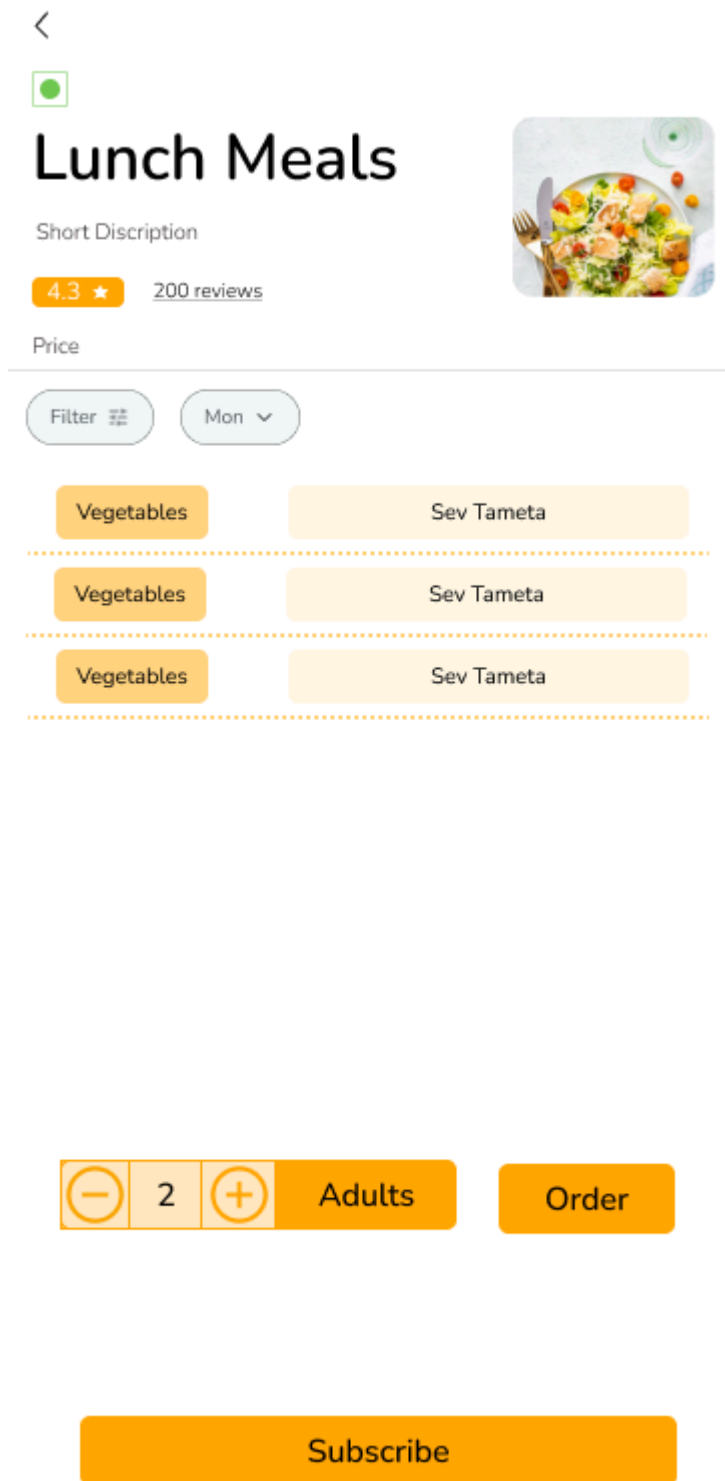 Lunch Meals
Short Discription
4.3 200 reviews
Price
Filter Mon
Vegetables Sev Tameta
Vegetables Sev Tameta
Vegetables Sev Tameta
2 Adults Order
Subscribe